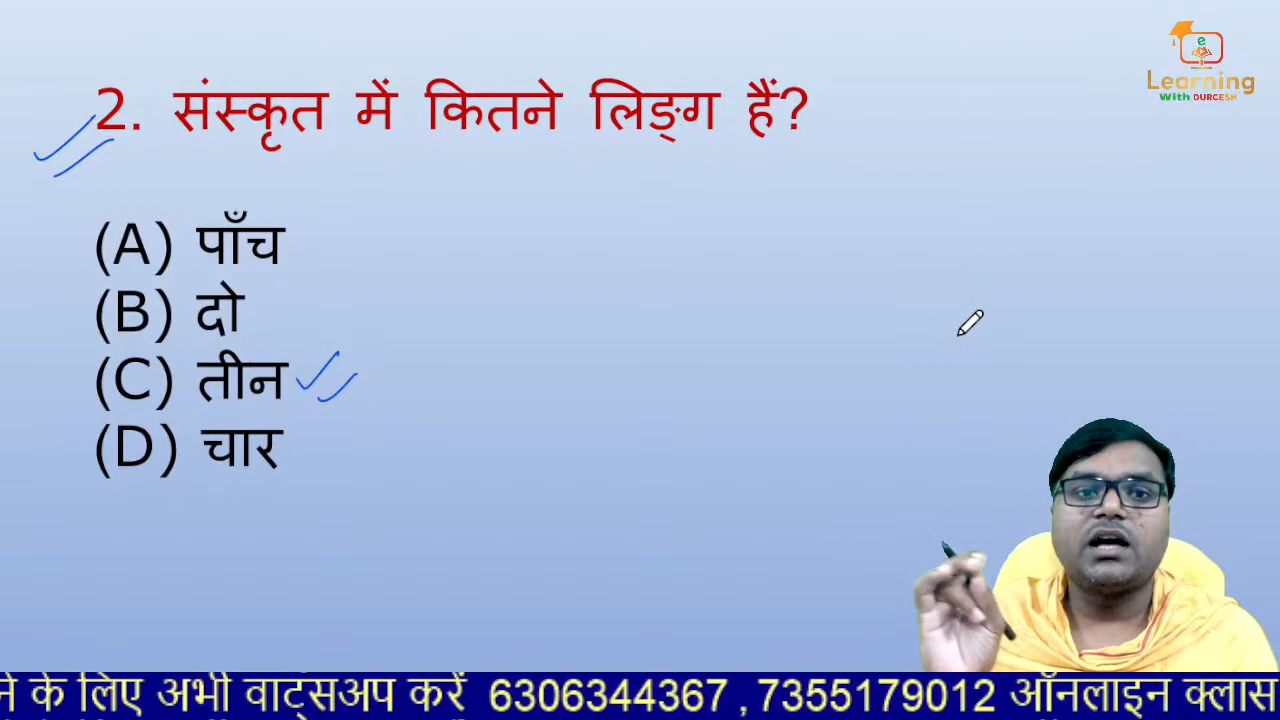 e
Learning
With DURGESH
2. संस्कृत में कितने लिङ्ग हैं?
(A) पाँच
(B) दो
(C) तीन
(D) चार
ने के लिए अभी वाट्सअप करें 6306344367 , 7355179012 ऑनलाइन क्लास